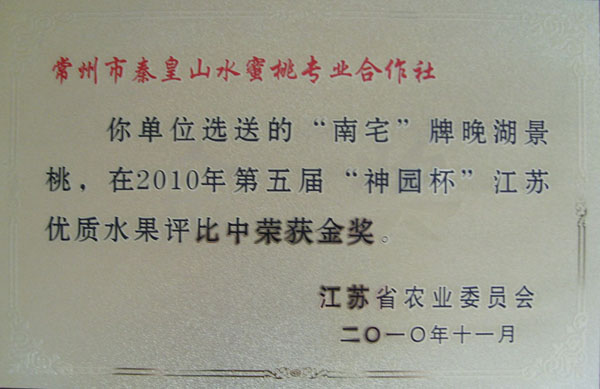 常州市秦皇山水蜜桃专业合作社
你单位选送的“南宅”牌晚湖景
桃，在2010年第五届“神园杯”江苏
优质水果评比中荣获金奖。
江苏省农业委员会
二〇一〇年十一月